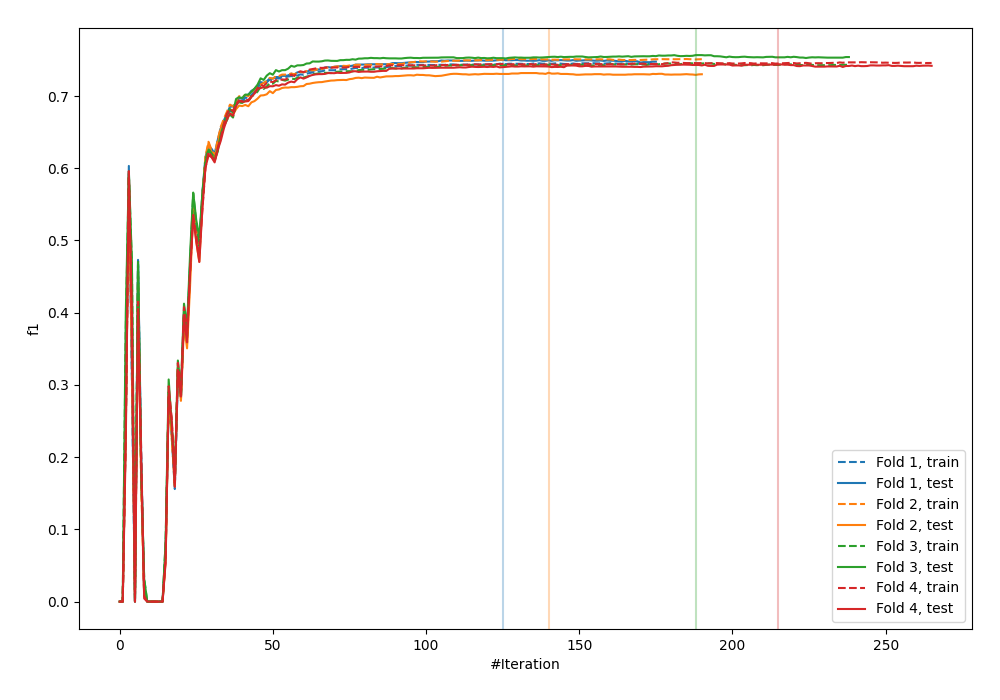 0.7
0.6
0.5
0.4
0.3
0.2
0.1
0.0
f1
0
50
100
150
200
250
#Iteration
Fold 1, train
Fold 1, test
Fold 2, train
Fold 2, test
Fold 3, train
Fold 3, test
Fold 4, train
Fold 4, test